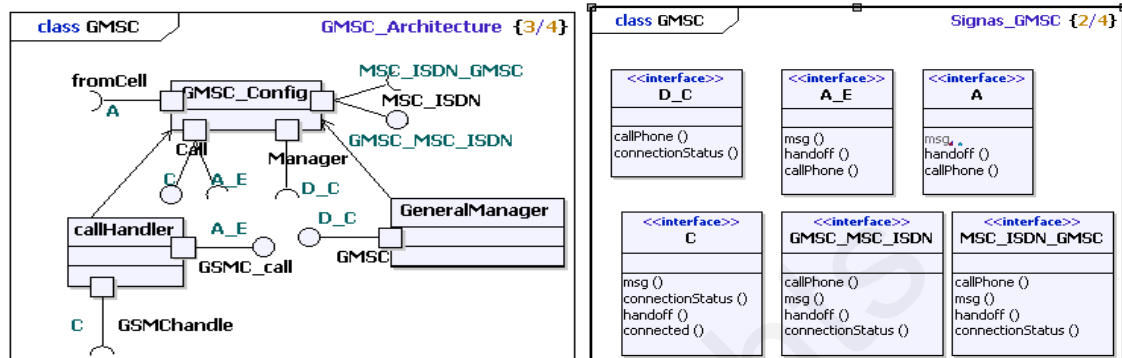 class GMSC
GMSC_Architecture {3/4}
fromCell
A
GMSC_Config
MSC_ISDN_GMSC
MSC_ISDN
GMSC_MSC_ISDN
Call
Manager
C
A_E
D_C
callHandler
A_E
GSMC_call
D_C
GMSC
GeneralManager
C
GSMChandle
class GMSC
Signas_GMSC {2/4}
<<interface>>
D_C
callPhone ()
connectionStatus ()
<<interface>>
A_E
msg ()
handoff ()
callPhone ()
<<interface>>
A
msg
handoff ()
callPhone ()
<<interface>>
C
msg ()
connectionStatus ()
handoff ()
connected ()
<<interface>>
GMSC_MSC_ISDN
callPhone ()
msg ()
handoff ()
connectionStatus ()
<<interface>>
MSC_ISDN_GMSC
callPhone ()
msg ()
handoff ()
connectionStatus ()